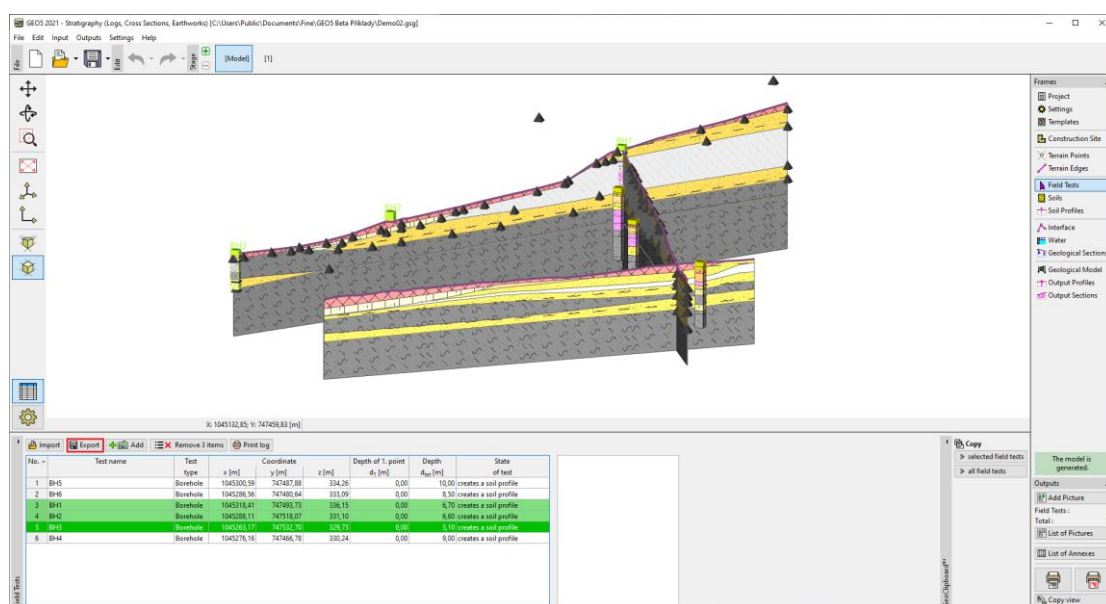 GEO5 2021 - Stratigraphy (Logs, Cross Sections, Earthworks) [C:\Users\Public\Documents\Fine\GEO5 Beta Příklady\Demo02.gsg]
File Edit Input Outputs Settings Help
File
Edit
Stage
[Model] [1]
Frames
Project
Settings
Templates
Construction Site
Terrain Points
Terrain Edges
Field Tests
Soils
Soil Profiles
Interface
Water
Geological Sections
Geological Model
Output Profiles
Output Sections
BH1
BH2
BH3
X: 1045132,85; Y: 747459,83 [m]
Import Export Add Remove 3 items Print log
No. Test name Test Coordinate Depth of 1. point Depth State
type x [m] y [m] z [m] d₁ [m] dtot [m] of test
1 BH5 Borehole 1045300,59 747487,88 334,26 0,00 10,00 creates a soil profile
2 BH6 Borehole 1045286,56 747480,64 333,09 0,00 8,50 creates a soil profile
3 BH1 Borehole 1045318,41 747493,73 336,15 0,00 6,70 creates a soil profile
4 BH2 Borehole 1045288,11 747518,07 331,10 0,00 6,60 creates a soil profile
5 BH3 Borehole 1045263,17 747532,70 329,73 0,00 5,10 creates a soil profile
6 BH4 Borehole 1045276,16 747466,78 330,24 0,00 9,00 creates a soil profile
Field Tests
GeoClipboard™
Copy
selected field tests
all field tests
The model is
generated.
Outputs
Add Picture
Field Tests :
Total :
List of Pictures
List of Annexes
Copy view